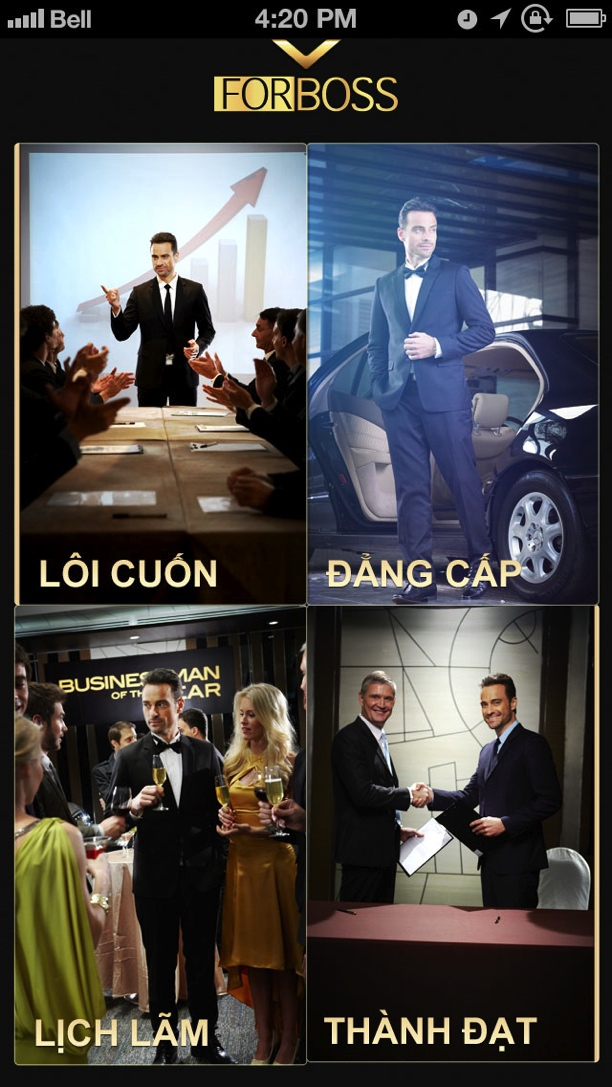 Bell 4:20 PM
FORBOSS
LÔI CUỐN
ĐẲNG CẤP
BUSINESSMAN
OF THE YEAR
LỊCH LÃM
THÀNH ĐẠT